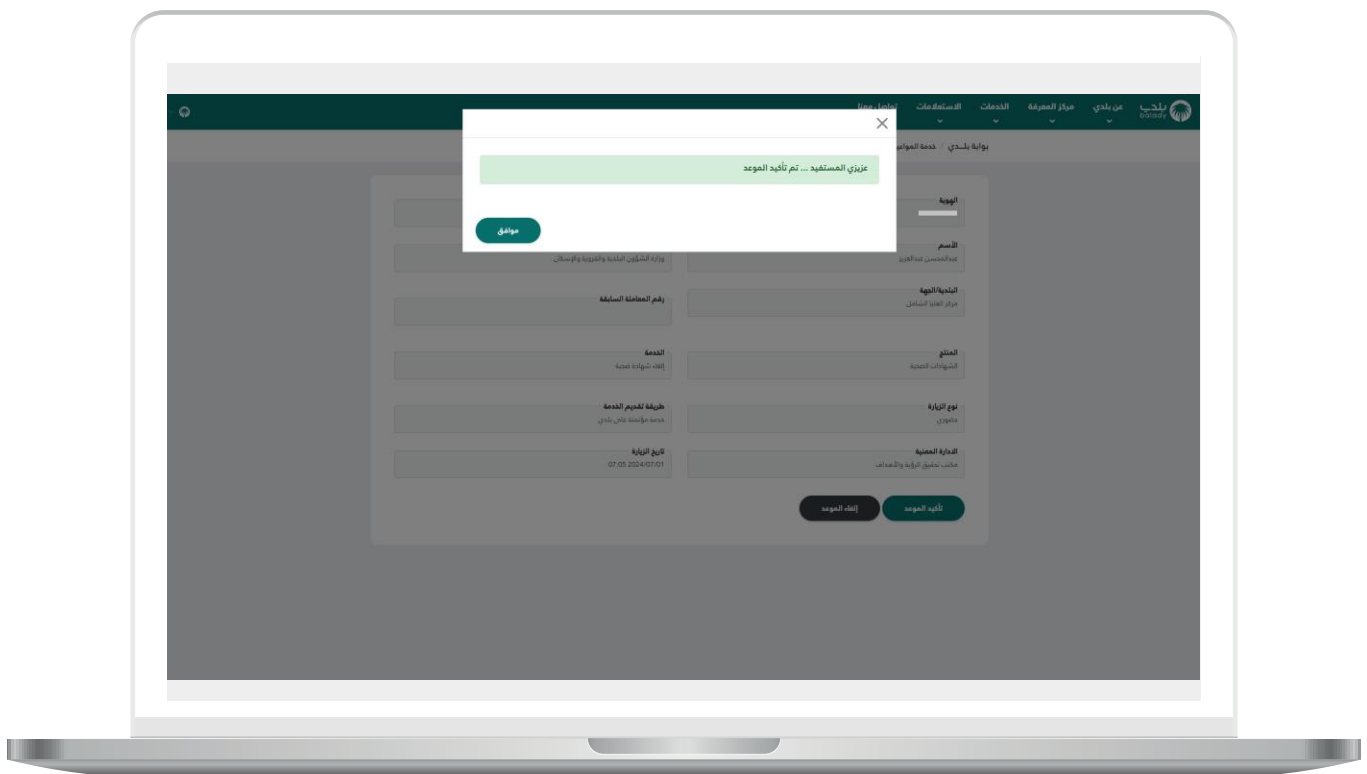 بلدي
balady
عن بلدي
مركز المعرفة
الخدمات
الاستعلامات
تواصل معنا
بوابة بلــدي / خدمة المواعيد
عزيزي المستفيد ... تم تأكيد الموعد
موافق
الهوية
الأسم
عبدالمحسن عبدالعزيز
وزارة الشؤون البلدية والقروية والإسكان
البلدية/الجهة
مركز العليا الشامل
رقم المعاملة السابقة
المنتج
الشهادات الصحية
الخدمة
إلغاء شهادة صحية
نوع الزيارة
حضوري
طريقة تقديم الخدمة
خدمة مؤتمتة على بلدي
الادارة المعنية
مكتب تحقيق الرؤية والأهداف
تاريخ الزيارة
07:05 2024/07/01
تأكيد الموعد
إلغاء الموعد